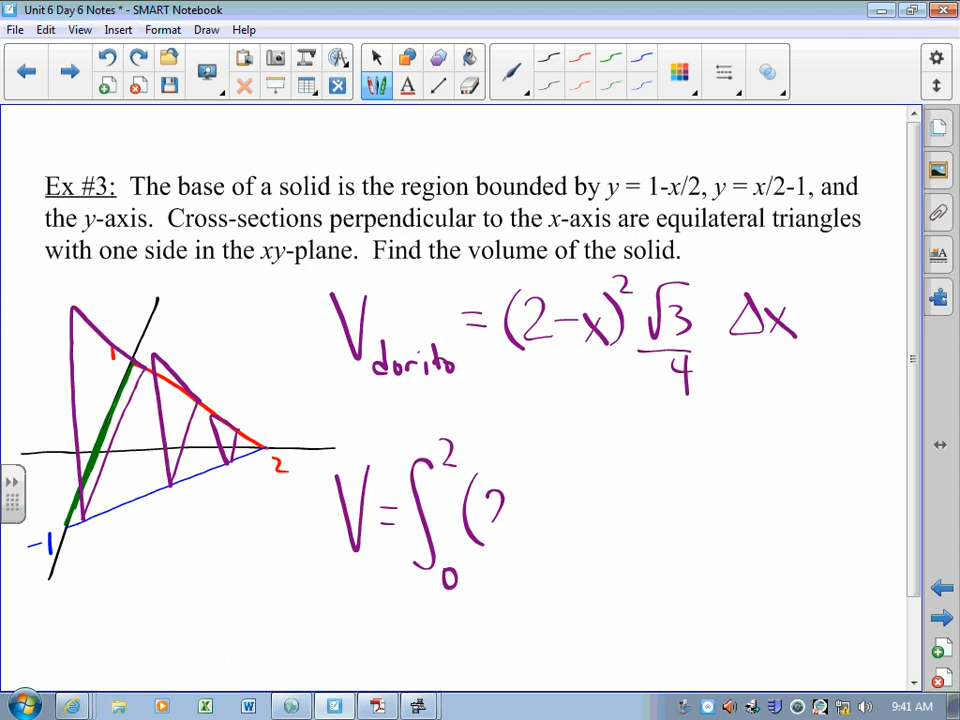 Unit 6 Day 6 Notes * - SMART Notebook
File Edit View Insert Format Draw Help
Ex #3: The base of a solid is the region bounded by y = 1-x/2, y = x/2-1, and
the y-axis. Cross-sections perpendicular to the x-axis are equilateral triangles
with one side in the xy-plane. Find the volume of the solid.
V dorito = (2-x)² √3/4 Δx
1
2
-1
V = ∫₀² (2
9:41 AM